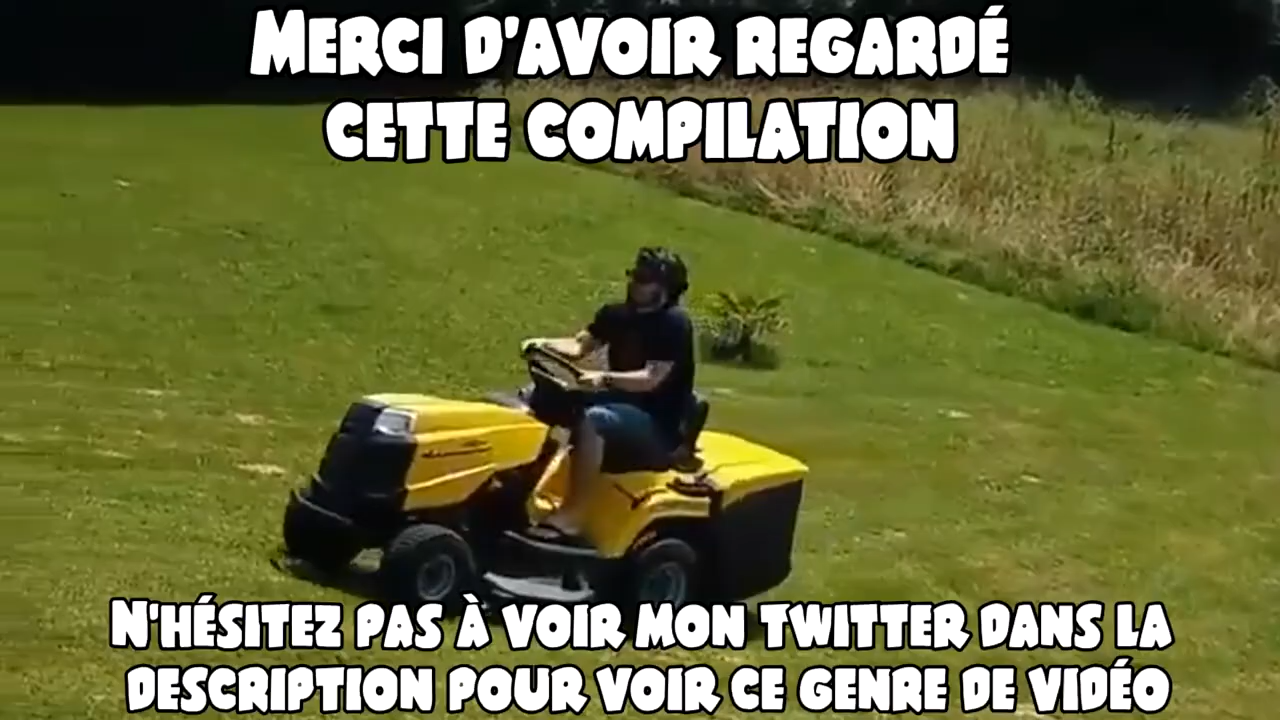 Merci d'avoir regardé
cette compilation
N'hésitez pas à voir mon twitter dans la
description pour voir ce genre de vidéo